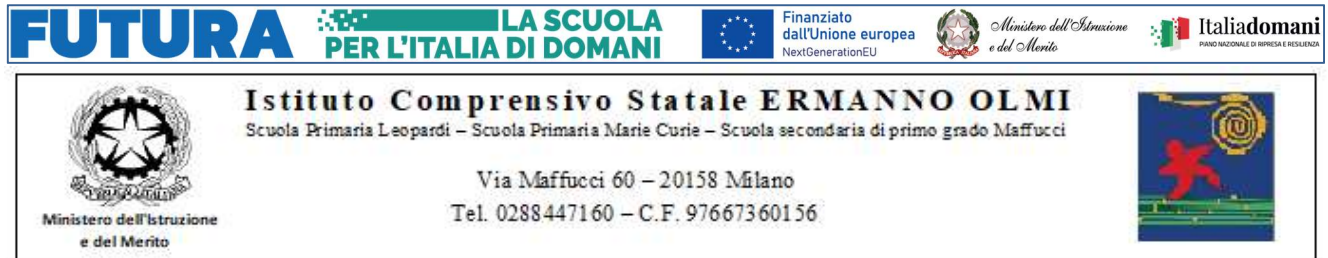 FUTURA
LA SCUOLA
PER L'ITALIA DI DOMANI
Finanziato
dall'Unione europea
NextGenerationEU
Ministero dell'Istruzione
e del Merito
Italiadomani
PIANO NAZIONALE DI RIPRESA E RESILIENZA
Istituto Comprensivo Statale ERMANNO OLMI
Scuola Primaria Leopardi – Scuola Primaria Marie Curie – Scuola secondaria di primo grado Maffucci
Via Maffucci 60 – 20158 Milano
Tel. 0288447160 – C.F. 97667360156
Ministero dell'Istruzione
e del Merito